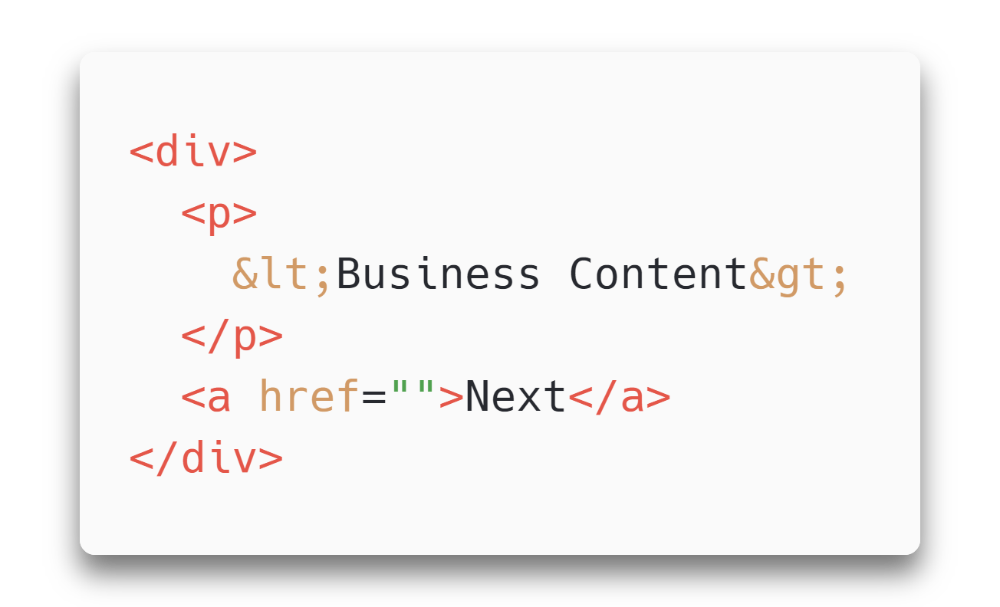 <div>
  <p>
    &lt;Business Content&gt;
  </p>
  <a href="">Next</a>
</div>